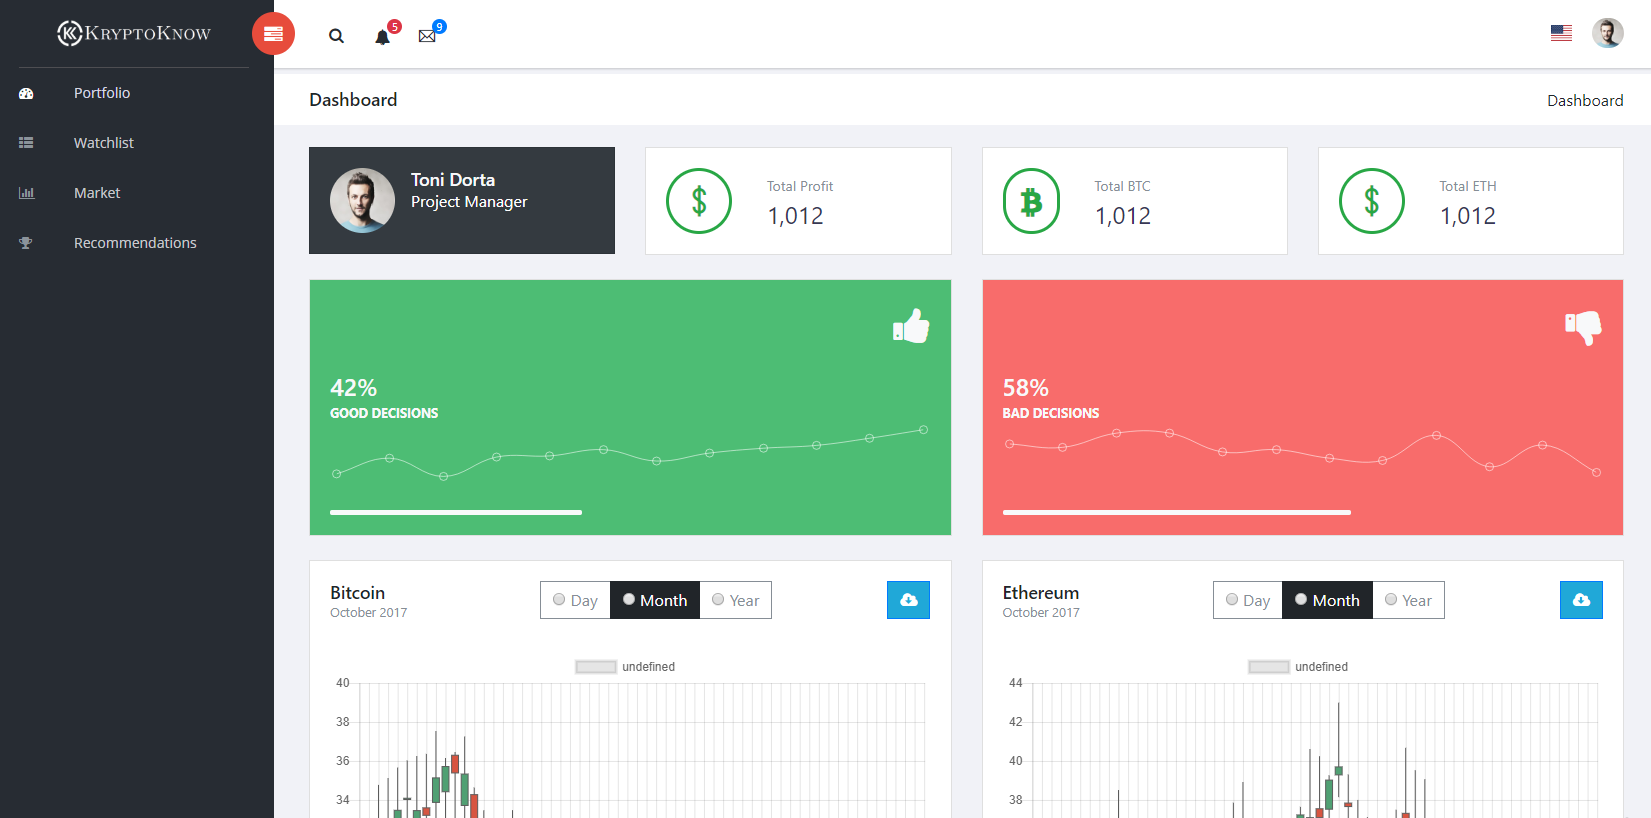 KRYPTOKNOW
5
9
Portfolio
Watchlist
Market
Recommendations
Dashboard
Dashboard
Toni Dorta
Project Manager
$
Total Profit
1,012
Total BTC
1,012
$
Total ETH
1,012
42%
GOOD DECISIONS
58%
BAD DECISIONS
Bitcoin
October 2017
Day Month Year
undefined
40
38
36
34
Ethereum
October 2017
Day Month Year
undefined
44
42
40
38